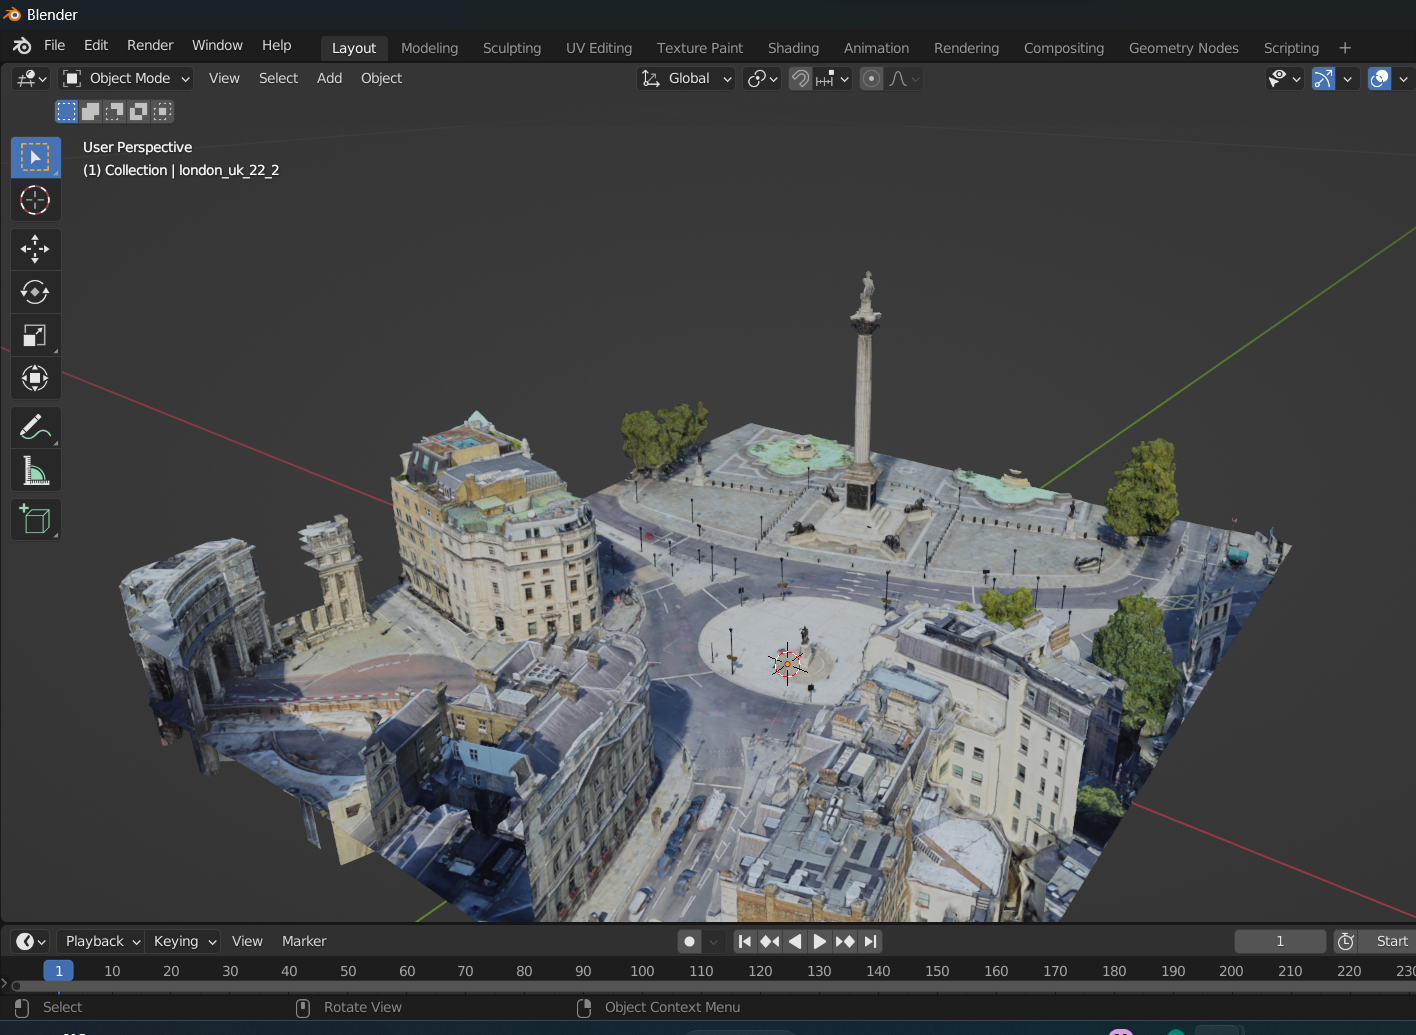 Blender
File Edit Render Window Help Layout Modeling Sculpting UV Editing Texture Paint Shading Animation Rendering Compositing Geometry Nodes Scripting +
Object Mode View Select Add Object Global
User Perspective
(1) Collection | london_uk_22_2
Playback Keying View Marker 1 Start
1 10 20 30 40 50 60 70 80 90 100 110 120 130 140 150 160 170 180 190 200 210 220 230
Select Rotate View Object Context Menu